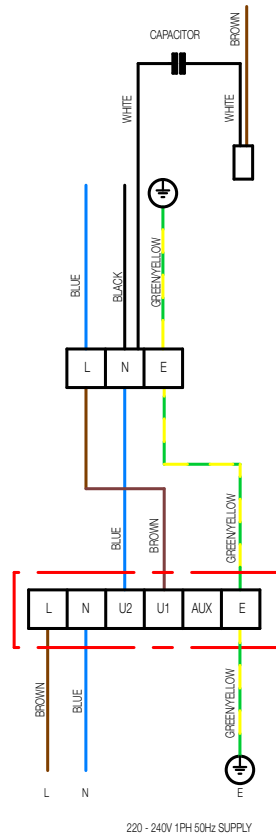 BROWN
CAPACITOR
WHITE
WHITE
BLUE
BLACK
GREEN/YELLOW
L N E
BLUE
BROWN
GREEN/YELLOW
L N U2 U1 AUX E
BROWN
BLUE
GREEN/YELLOW
L N E
220 - 240V 1PH 50Hz SUPPLY